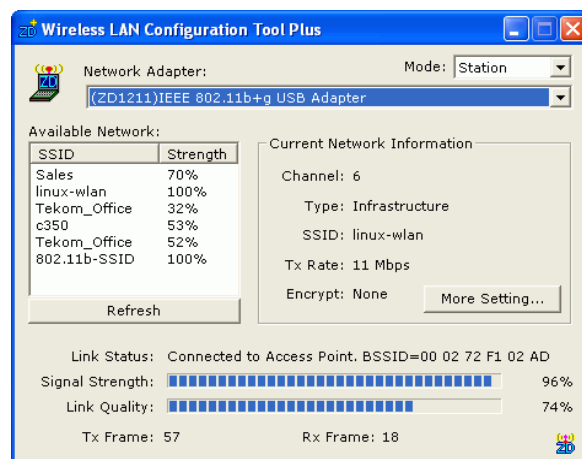 ZD Wireless LAN Configuration Tool Plus
Mode: Station
ZD Network Adapter:
(ZD1211)IEEE 802.11b+g USB Adapter
Available Network:
SSID Strength
Sales 70%
linux-wlan 100%
Tekom_Office 32%
c350 53%
Tekom_Office 52%
802.11b-SSID 100%
Refresh
Current Network Information
Channel: 6
Type: Infrastructure
SSID: linux-wlan
Tx Rate: 11 Mbps
Encrypt: None
More Setting...
Link Status: Connected to Access Point. BSSID=00 02 72 F1 02 AD
Signal Strength: 96%
Link Quality: 74%
Tx Frame: 57 Rx Frame: 18
ZD